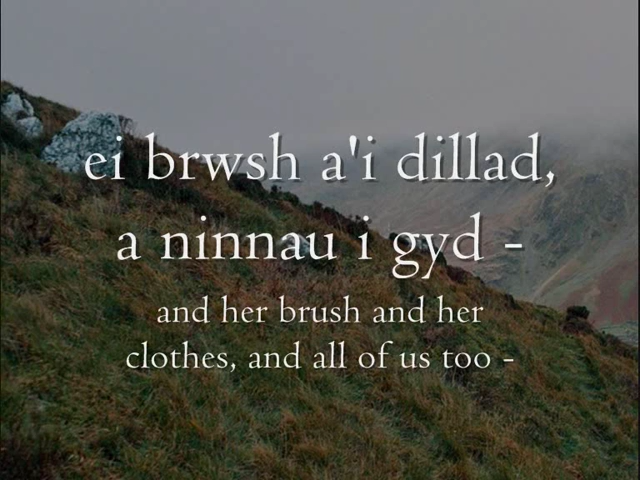 ei brwsh a'i dillad,
a ninnau i gyd -
and her brush and her
clothes, and all of us too -